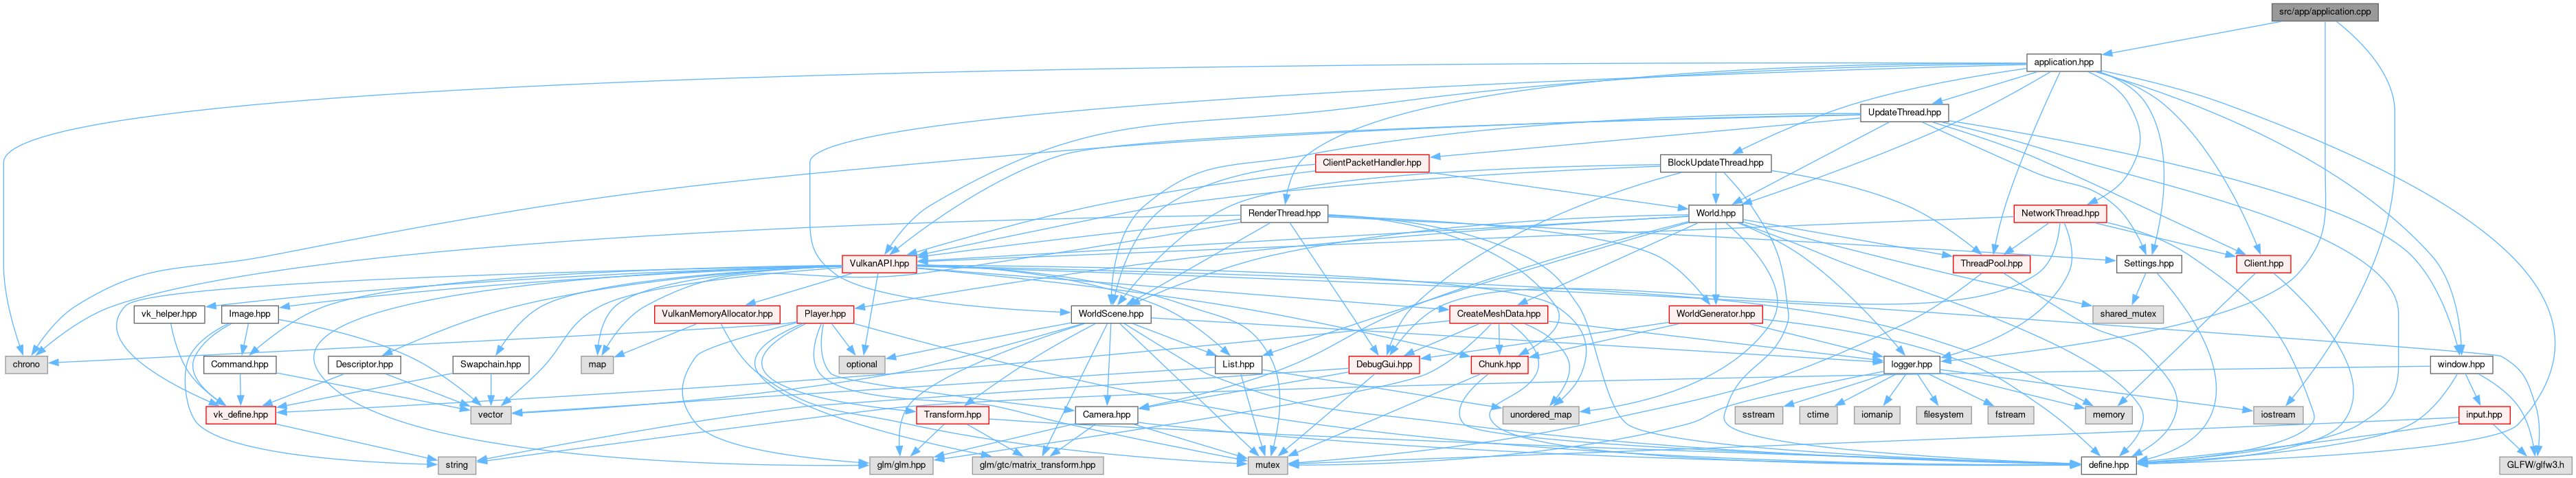 src/app/application.cpp
application.hpp
UpdateThread.hpp
ClientPacketHandler.hpp
BlockUpdateThread.hpp
RenderThread.hpp
World.hpp
NetworkThread.hpp
VulkanAPI.hpp
ThreadPool.hpp
Settings.hpp
Client.hpp
vk_helper.hpp
Image.hpp
VulkanMemoryAllocator.hpp
Player.hpp
WorldScene.hpp
CreateMeshData.hpp
WorldGenerator.hpp
shared_mutex
chrono
Command.hpp
Descriptor.hpp
Swapchain.hpp
map
optional
List.hpp
DebugGui.hpp
Chunk.hpp
logger.hpp
window.hpp
vk_define.hpp
vector
Transform.hpp
Camera.hpp
unordered_map
sstream
ctime
iomanip
filesystem
fstream
memory
iostream
input.hpp
string
glm/glm.hpp
glm/gtc/matrix_transform.hpp
mutex
define.hpp
GLFW/glfw3.h